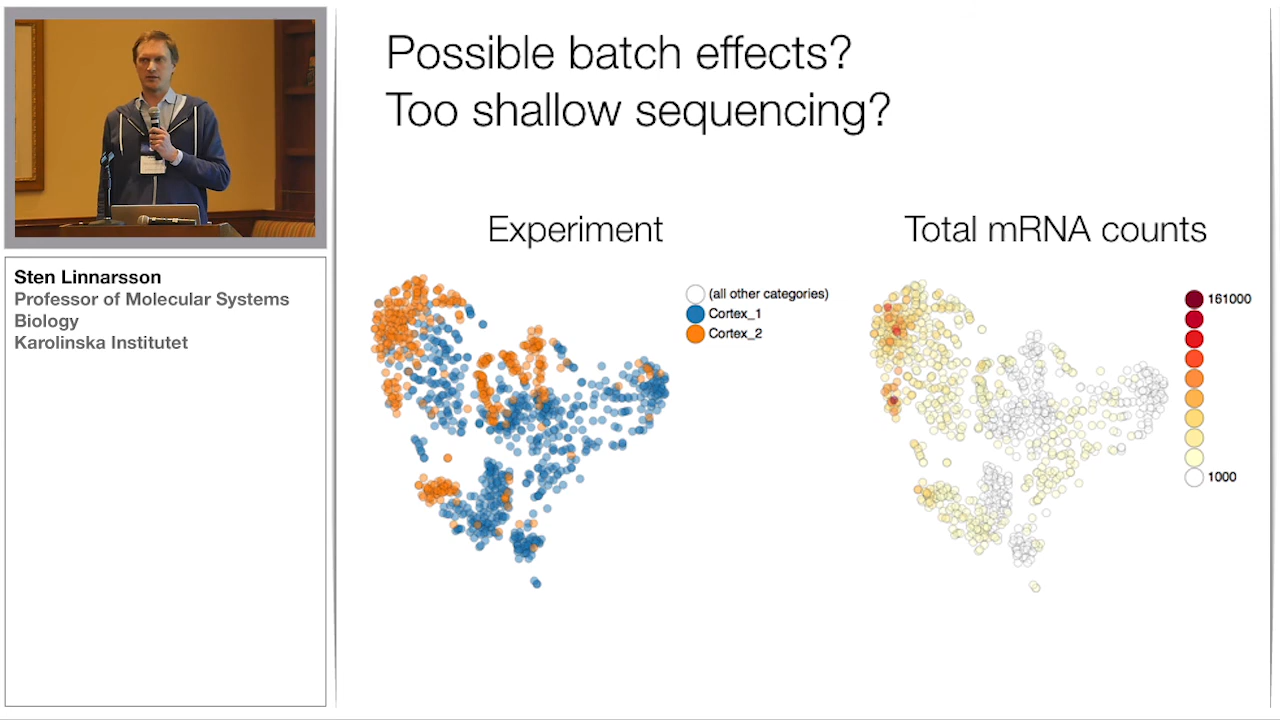 Possible batch effects?
Too shallow sequencing?
Sten Linnarsson
Professor of Molecular Systems
Biology
Karolinska Institutet
Experiment
(all other categories)
Cortex_1
Cortex_2
Total mRNA counts
161000
1000